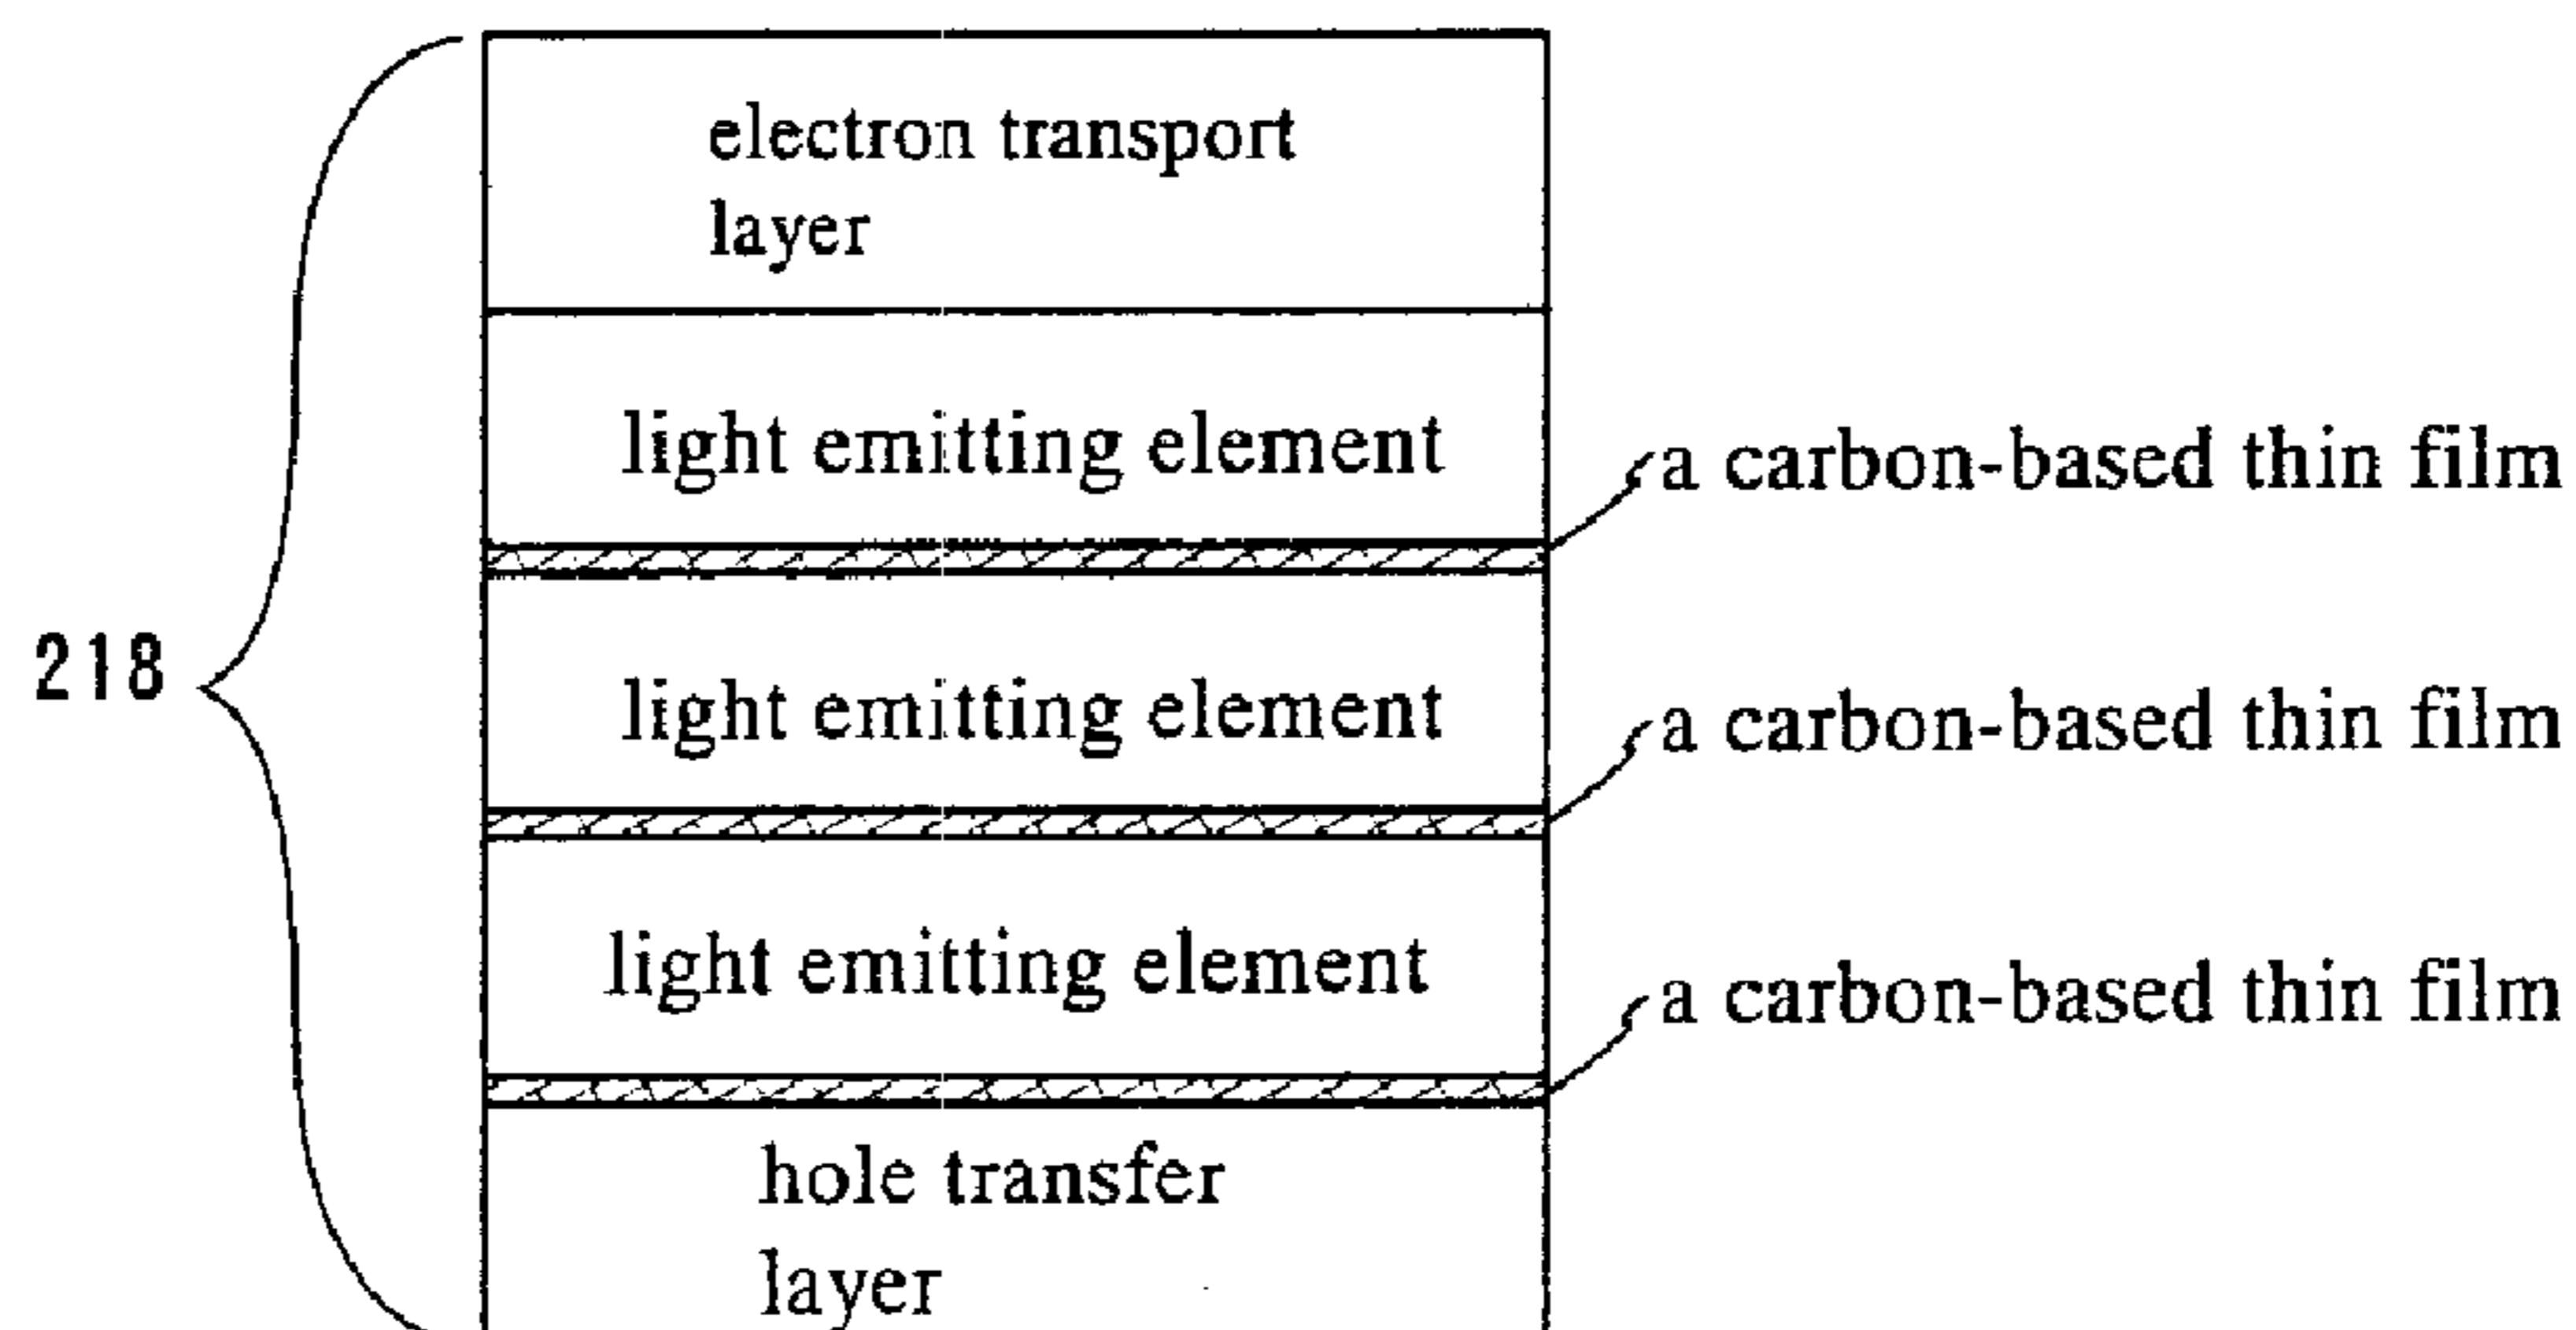 electron transport
layer
light emitting element
a carbon-based thin film
218
light emitting element
a carbon-based thin film
light emitting element
a carbon-based thin film
hole transfer
layer